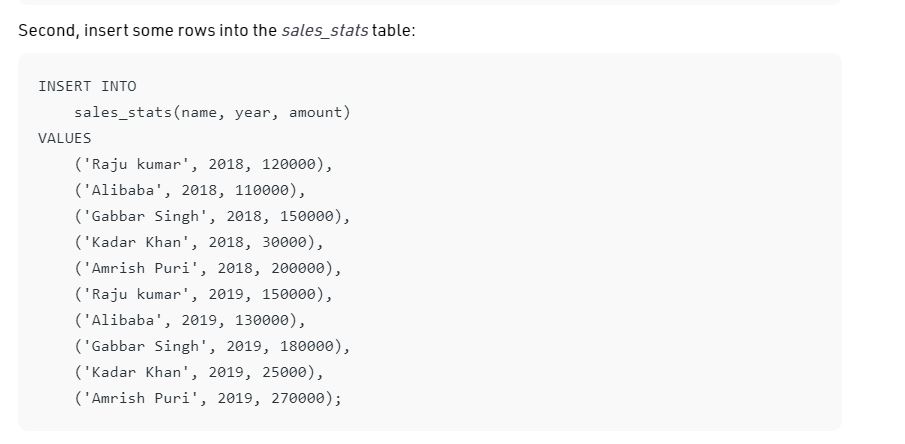 Second, insert some rows into the sales_stats table:
INSERT INTO
sales_stats(name, year, amount)
VALUES
('Raju kumar', 2018, 120000),
('Alibaba', 2018, 110000),
('Gabbar Singh', 2018, 150000),
('Kadar Khan', 2018, 30000),
('Amrish Puri', 2018, 200000),
('Raju kumar', 2019, 150000),
('Alibaba', 2019, 130000),
('Gabbar Singh', 2019, 180000),
('Kadar Khan', 2019, 25000),
('Amrish Puri', 2019, 270000);